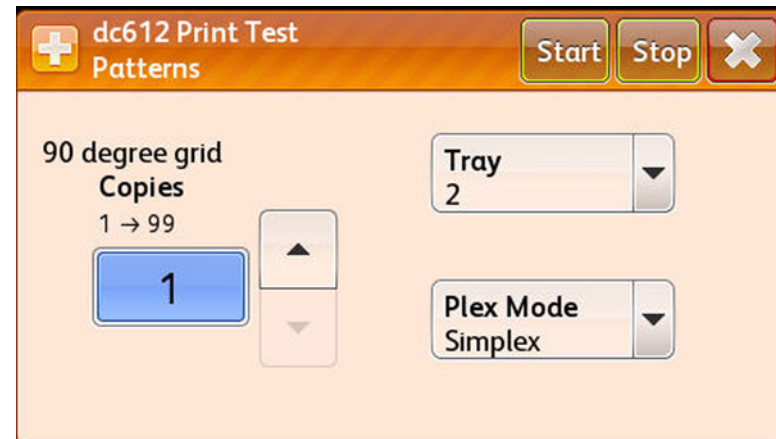 dc612 Print Test
Patterns
Start
Stop
90 degree grid
Copies
1 → 99
1
Tray
2
Plex Mode
Simplex